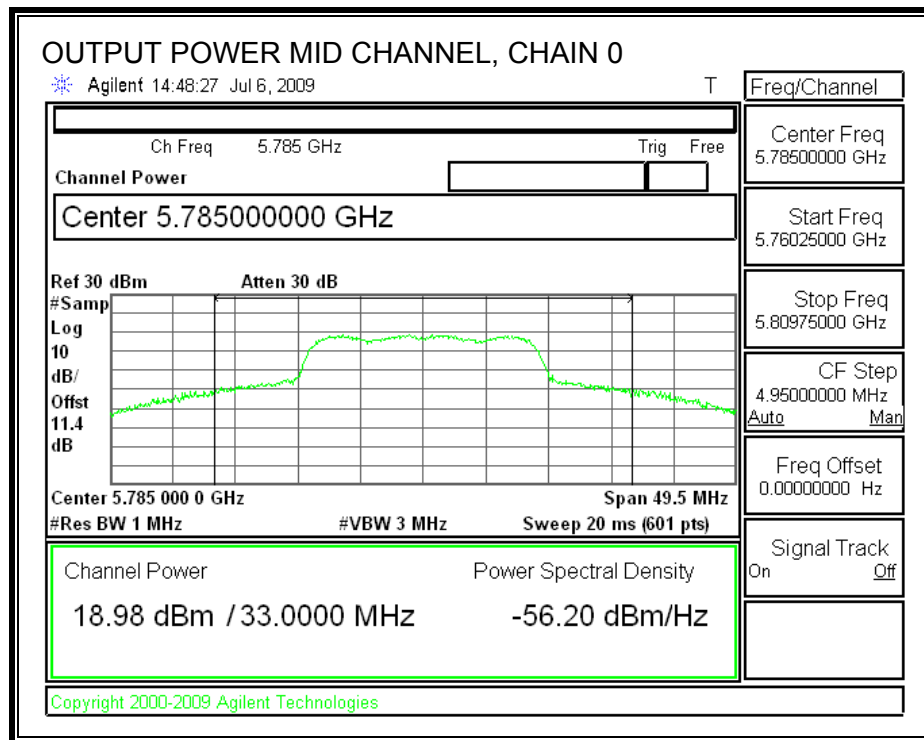 OUTPUT POWER MID CHANNEL, CHAIN 0
Agilent 14:48:27 Jul 6, 2009 T
Freq/Channel
Ch Freq 5.785 GHz Trig Free
Channel Power
Center 5.785000000 GHz
Ref 30 dBm Atten 30 dB
#Samp
Log
10
dB/
Offst
11.4
dB
Center 5.785 000 0 GHz Span 49.5 MHz
#Res BW 1 MHz #VBW 3 MHz Sweep 20 ms (601 pts)
Channel Power Power Spectral Density
18.98 dBm / 33.0000 MHz -56.20 dBm/Hz
Center Freq
5.78500000 GHz
Start Freq
5.76025000 GHz
Stop Freq
5.80975000 GHz
CF Step
4.95000000 MHz
Auto Man
Freq Offset
0.00000000 Hz
Signal Track
On Off
Copyright 2000-2009 Agilent Technologies